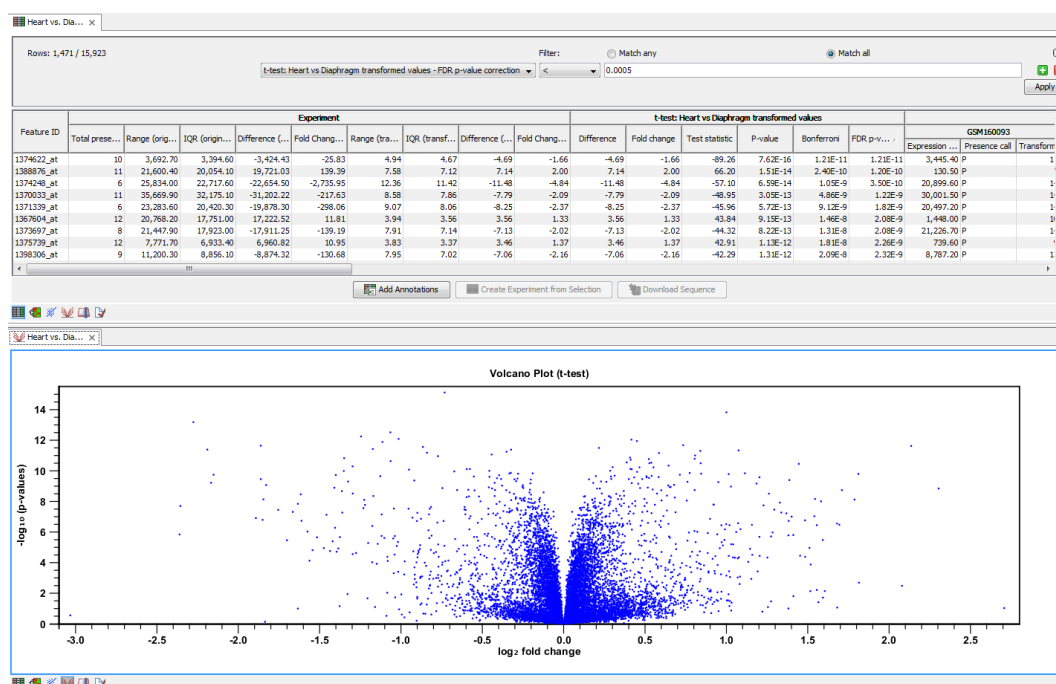 Heart vs. Dia... ×
Rows: 1,471 / 15,923 Filter: Match any Match all
t-test: Heart vs Diaphragm transformed values - FDR p-value correction < 0.0005
Apply
Experiment t-test: Heart vs Diaphragm transformed values
Feature ID Total prese... Range (orig... IQR (origin... Difference (... Fold Chang... Range (tra... IQR (transf... Difference (... Fold Chang... Difference Fold change Test statistic P-value Bonferroni FDR p-v... GSM160093
Expression ... Presence call Transform
1374622_at 10 3,692.70 3,394.60 -3,424.43 -25.83 4.94 4.67 -4.69 -1.66 -4.69 -1.66 -89.26 7.62E-16 1.21E-11 1.21E-11 3,445.40 P
1388876_at 11 21,600.40 20,054.10 19,721.03 139.39 7.58 7.12 7.14 2.00 7.14 2.00 66.20 1.51E-14 2.40E-10 1.20E-10 130.50 P
1374248_at 6 25,834.00 22,717.60 -22,654.50 -2,735.95 12.36 11.42 -11.48 -4.84 -11.48 -4.84 -57.10 6.59E-14 1.05E-9 3.50E-10 20,899.60 P
1370033_at 11 35,669.90 32,175.10 -31,202.22 -217.63 8.58 7.86 -7.79 -2.09 -7.79 -2.09 -48.95 3.05E-13 4.86E-9 1.22E-9 30,001.50 P
1371339_at 6 23,283.60 20,420.30 -19,878.30 -298.06 9.07 8.06 -8.25 -2.37 -8.25 -2.37 -45.96 5.72E-13 9.12E-9 1.82E-9 20,497.20 P
1367604_at 12 20,768.20 17,751.00 17,222.52 11.81 3.94 3.56 3.56 1.33 3.56 1.33 43.84 9.15E-13 1.46E-8 2.08E-9 1,448.00 P
1373697_at 8 21,447.90 17,923.00 -17,911.25 -139.19 7.91 7.14 -7.13 -2.02 -7.13 -2.02 -44.32 8.22E-13 1.31E-8 2.08E-9 21,226.70 P
1375739_at 12 7,771.70 6,933.40 6,960.82 10.95 3.83 3.37 3.46 1.37 3.46 1.37 42.91 1.13E-12 1.81E-8 2.26E-9 739.60 P
1398306_at 9 11,200.30 8,856.10 -8,874.32 -130.68 7.95 7.02 -7.06 -2.16 -7.06 -2.16 -42.29 1.31E-12 2.09E-8 2.32E-9 8,787.20 P
Add Annotations Create Experiment from Selection Download Sequence
Heart vs. Dia... ×
Volcano Plot (t-test)
-log₁₀ (p-values)
14
12
10
8
6
4
2
0
-3.0 -2.5 -2.0 -1.5 -1.0 -0.5 0.0 0.5 1.0 1.5 2.0 2.5
log₂ fold change